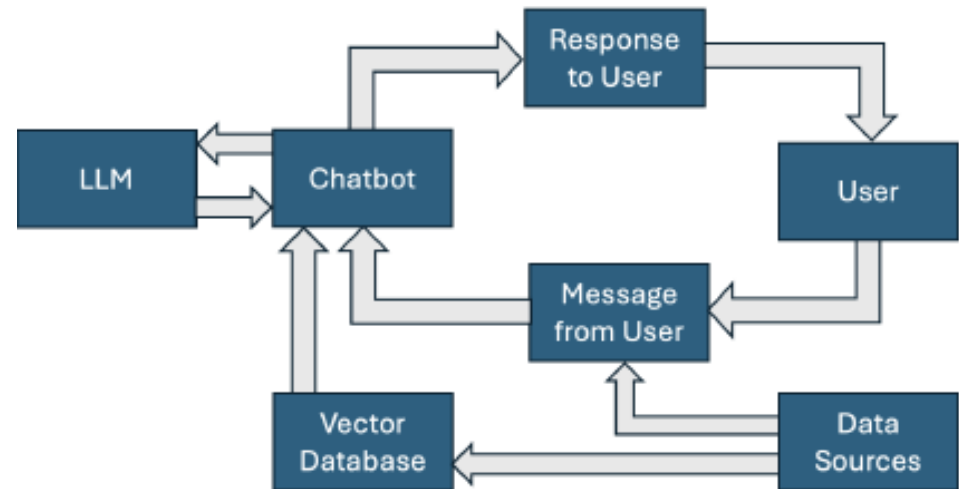 Response
to User
LLM
Chatbot
User
Message
from User
Vector
Database
Data
Sources